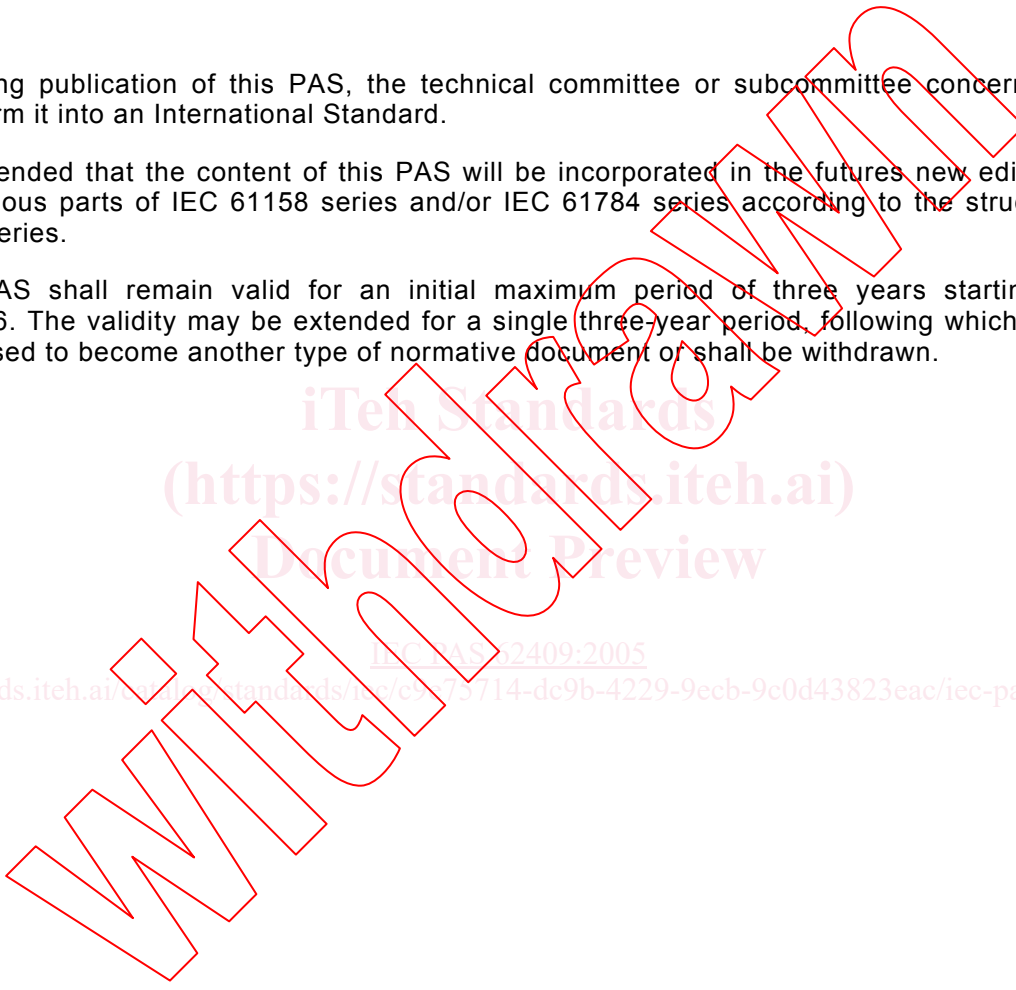 ng publication of this PAS, the technical committee or subcommittee concern
rm it into an International Standard.
ended that the content of this PAS will be incorporated in the futures new edi
ous parts of IEC 61158 series and/or IEC 61784 series according to the stru
eries.
AS shall remain valid for an initial maximum period of three years startin
6. The validity may be extended for a single three-year period, following which
sed to become another type of normative document or shall be withdrawn.
iTeh Standards
(https://standards.iteh.ai)
Document Preview
IEC PAS 62409:2005
ds.iteh.ai/catalog/standards/iec/c9e75714-dc9b-4229-9ecb-9c0d43823eac/iec-pa
withdrawn